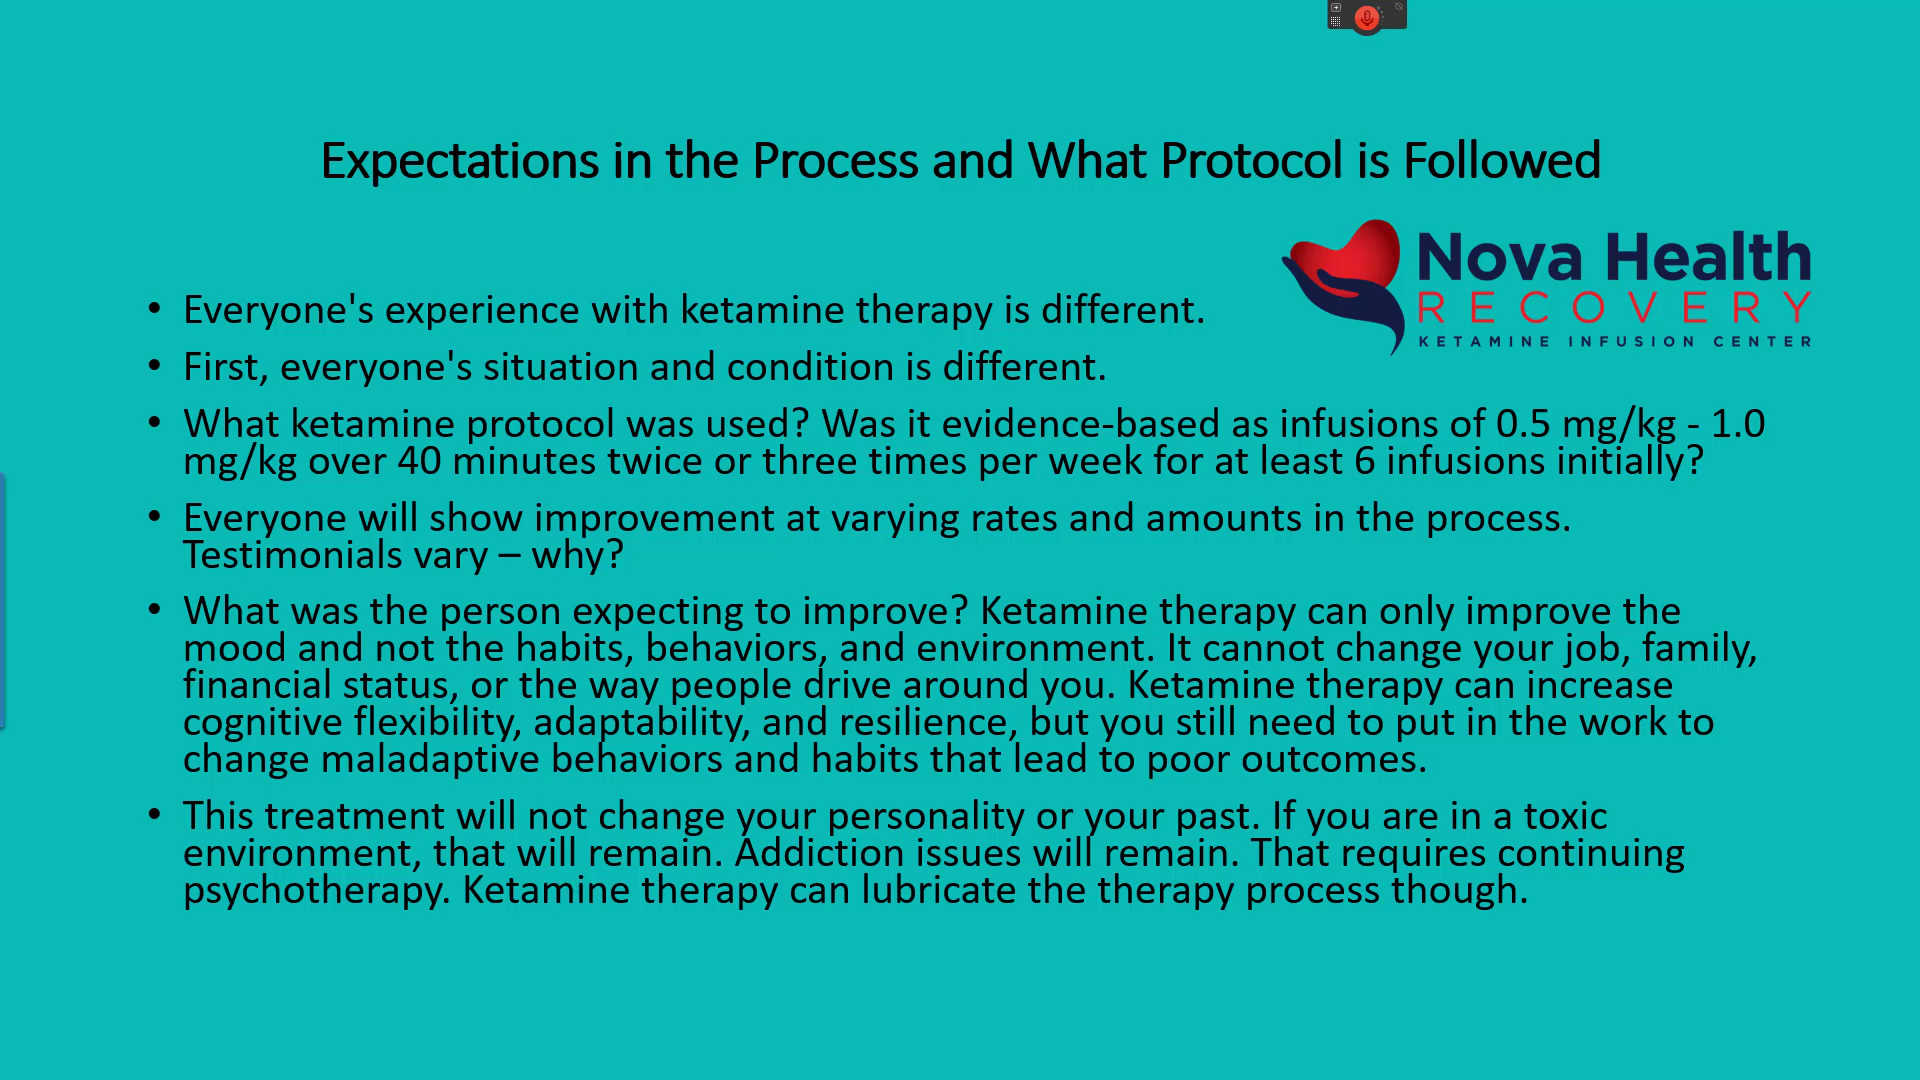 Expectations in the Process and What Protocol is Followed
Nova Health
RECOVERY
KETAMINE INFUSION CENTER
• Everyone's experience with ketamine therapy is different.
• First, everyone's situation and condition is different.
• What ketamine protocol was used? Was it evidence-based as infusions of 0.5 mg/kg - 1.0
mg/kg over 40 minutes twice or three times per week for at least 6 infusions initially?
• Everyone will show improvement at varying rates and amounts in the process.
Testimonials vary – why?
• What was the person expecting to improve? Ketamine therapy can only improve the
mood and not the habits, behaviors, and environment. It cannot change your job, family,
financial status, or the way people drive around you. Ketamine therapy can increase
cognitive flexibility, adaptability, and resilience, but you still need to put in the work to
change maladaptive behaviors and habits that lead to poor outcomes.
• This treatment will not change your personality or your past. If you are in a toxic
environment, that will remain. Addiction issues will remain. That requires continuing
psychotherapy. Ketamine therapy can lubricate the therapy process though.